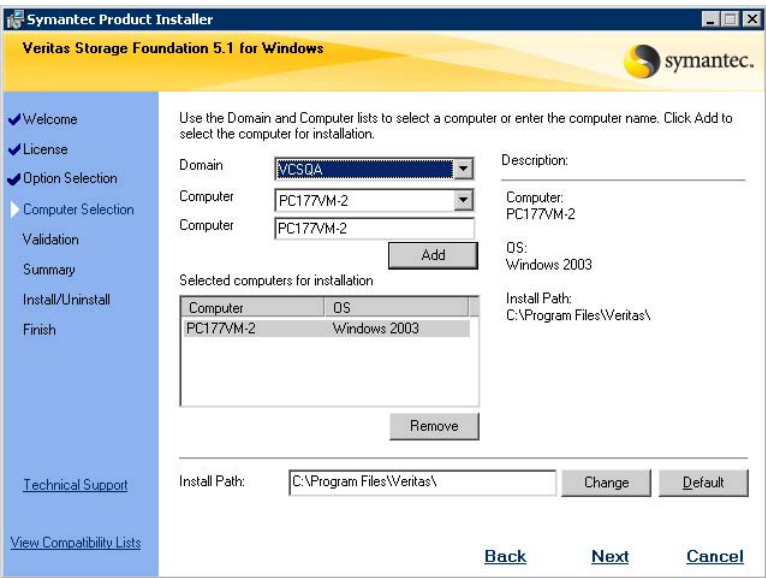 Symantec Product Installer
Veritas Storage Foundation 5.1 for Windows
symantec.
Welcome
License
Option Selection
Computer Selection
Validation
Summary
Install/Uninstall
Finish
Technical Support
View Compatibility Lists
Use the Domain and Computer lists to select a computer or enter the computer name. Click Add to
select the computer for installation.
Domain
VCSQA
Computer
PC177VM-2
Computer
PC177VM-2
Add
Selected computers for installation
Computer OS
PC177VM-2 Windows 2003
Remove
Description:
Computer:
PC177VM-2
OS:
Windows 2003
Install Path:
C:\Program Files\Veritas\
Install Path: C:\Program Files\Veritas\ Change Default
Back Next Cancel